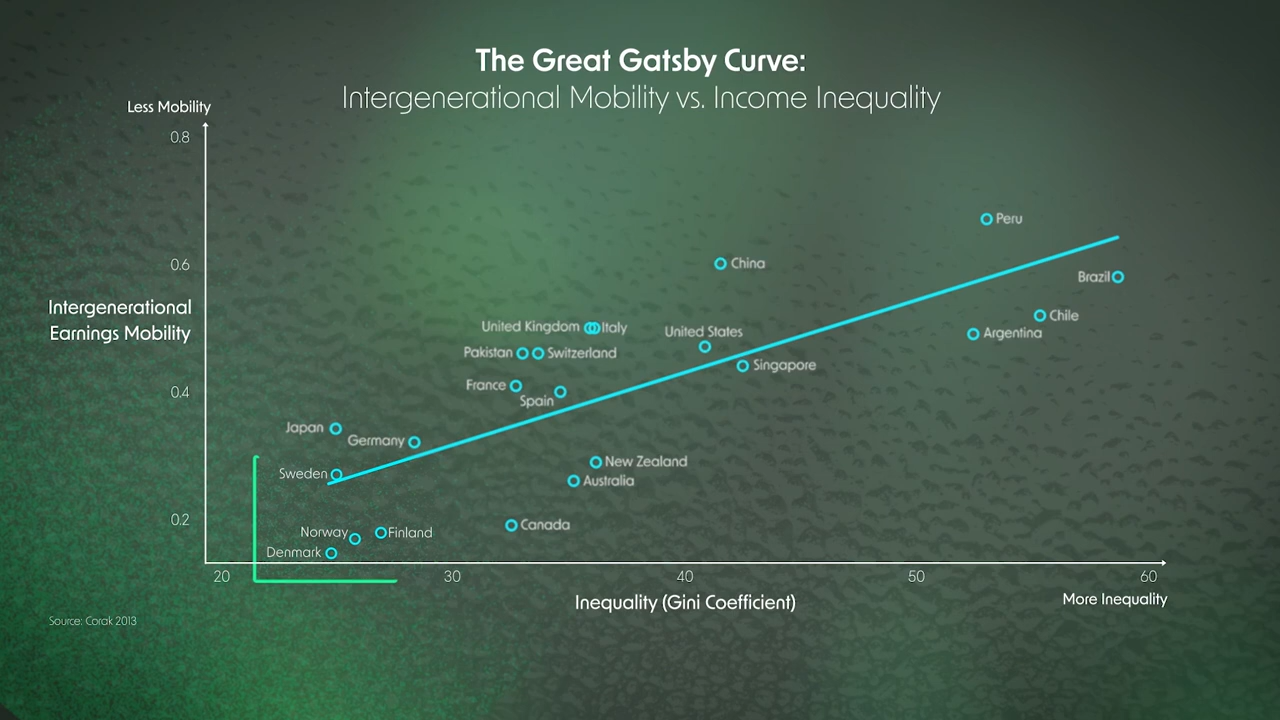 The Great Gatsby Curve:
Intergenerational Mobility vs. Income Inequality
Less Mobility
0.8
Peru
0.6
China
Brazil
Intergenerational
Earnings Mobility
Chile
United Kingdom
Italy
United States
Argentina
Pakistan
Switzerland
Singapore
France
Spain
0.4
Japan
Germany
New Zealand
Sweden
Australia
0.2
Canada
Norway
Finland
Denmark
20 30 40 50 60
Inequality (Gini Coefficient)
More Inequality
Source: Corak 2013